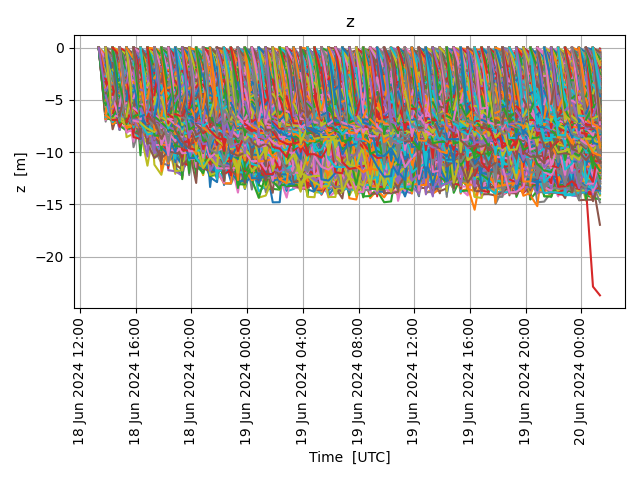 z
0
−5
−10
−15
−20
z [m]
18 Jun 2024 12:00
18 Jun 2024 16:00
18 Jun 2024 20:00
19 Jun 2024 00:00
19 Jun 2024 04:00
19 Jun 2024 08:00
19 Jun 2024 12:00
19 Jun 2024 16:00
19 Jun 2024 20:00
20 Jun 2024 00:00
Time [UTC]